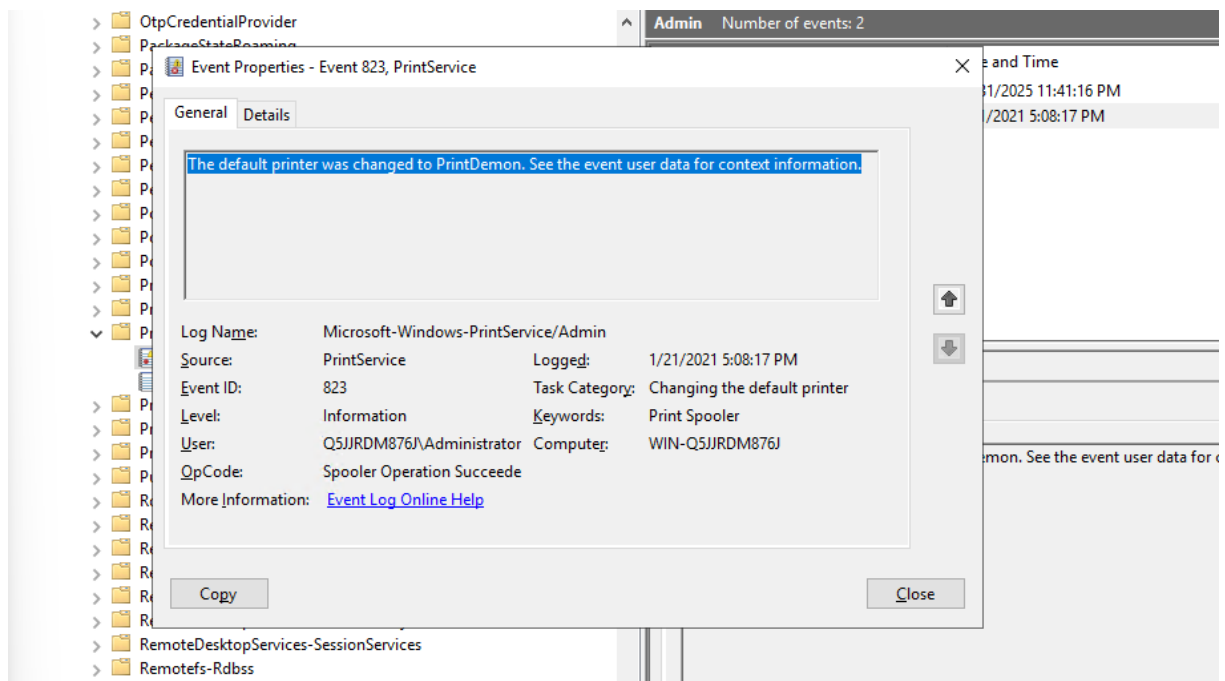 OtpCredentialProvider
PackageStateRoaming
Admin Number of events: 2
Event Properties - Event 823, PrintService
e and Time
31/2025 11:41:16 PM
1/2021 5:08:17 PM
General Details
The default printer was changed to PrintDemon. See the event user data for context information.
Log Name: Microsoft-Windows-PrintService/Admin
Source: PrintService Logged: 1/21/2021 5:08:17 PM
Event ID: 823 Task Category: Changing the default printer
Level: Information Keywords: Print Spooler
User: Q5JJRDM876J\Administrator Computer: WIN-Q5JJRDM876J
OpCode: Spooler Operation Succeede
More Information: Event Log Online Help
emon. See the event user data for
Copy Close
RemoteDesktopServices-SessionServices
Remotefs-Rdbss